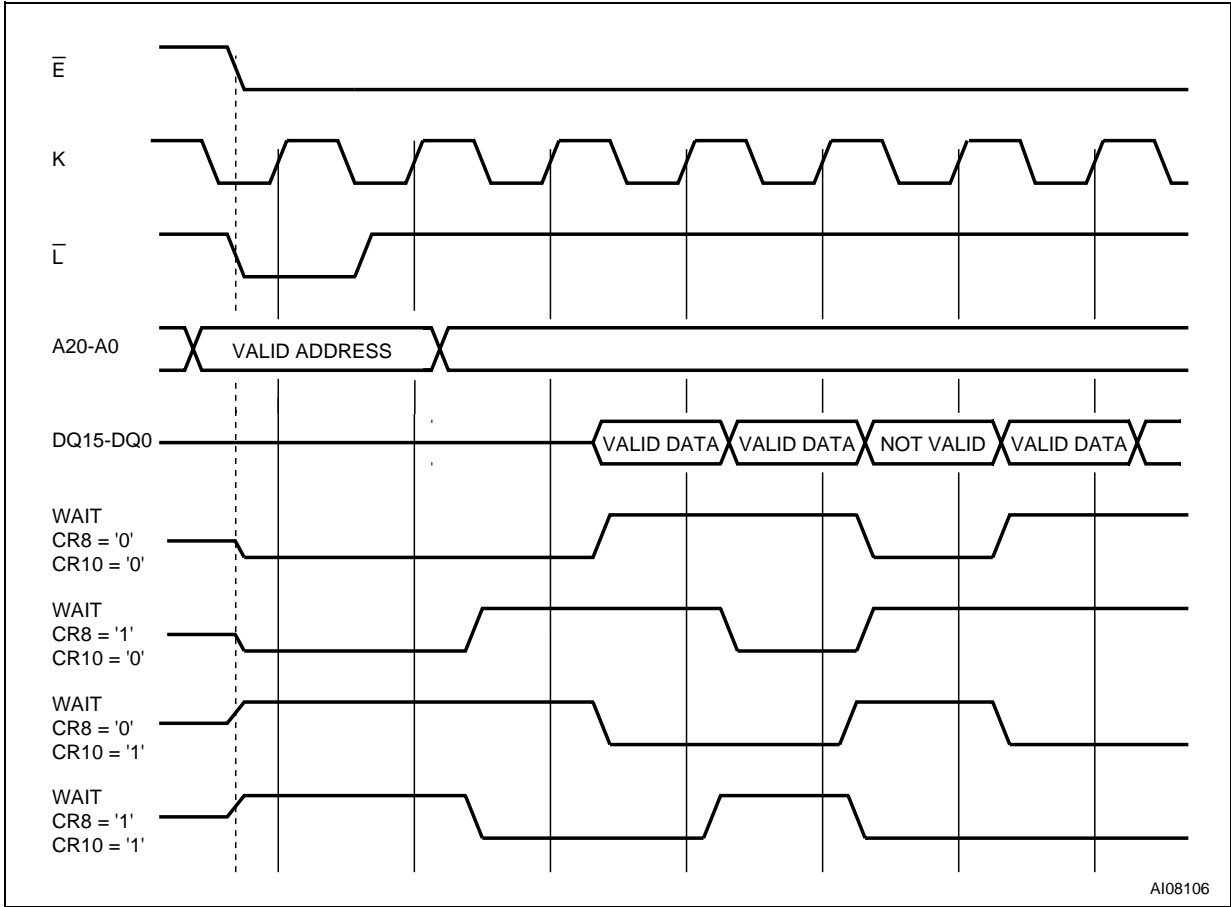 E
K
L
A20-A0
VALID ADDRESS
DQ15-DQ0
VALID DATA VALID DATA NOT VALID VALID DATA
WAIT
CR8 = '0'
CR10 = '0'
WAIT
CR8 = '1'
CR10 = '0'
WAIT
CR8 = '0'
CR10 = '1'
WAIT
CR8 = '1'
CR10 = '1'
AI08106